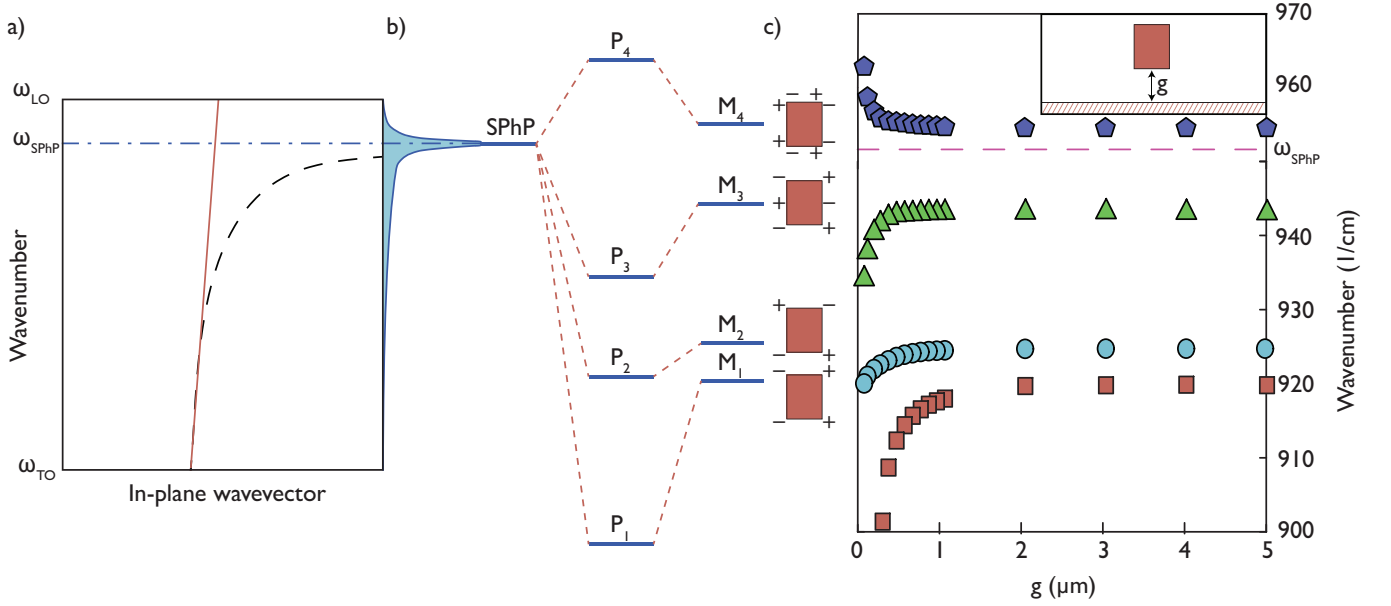 a)
b)
c)
ω_LO
ω_SPhP
ω_TO
Wavenumber
In-plane wavevector
SPhP
P_4
P_3
P_2
P_1
M_4
M_3
M_2
M_1
− +
+ −
+ −
− +
− +
+ −
− +
+ −
− +
− +
− +
g
970
960
ω_SPhP
940
930
920
910
900
Wavenumber (1/cm)
0 1 2 3 4 5
g (μm)